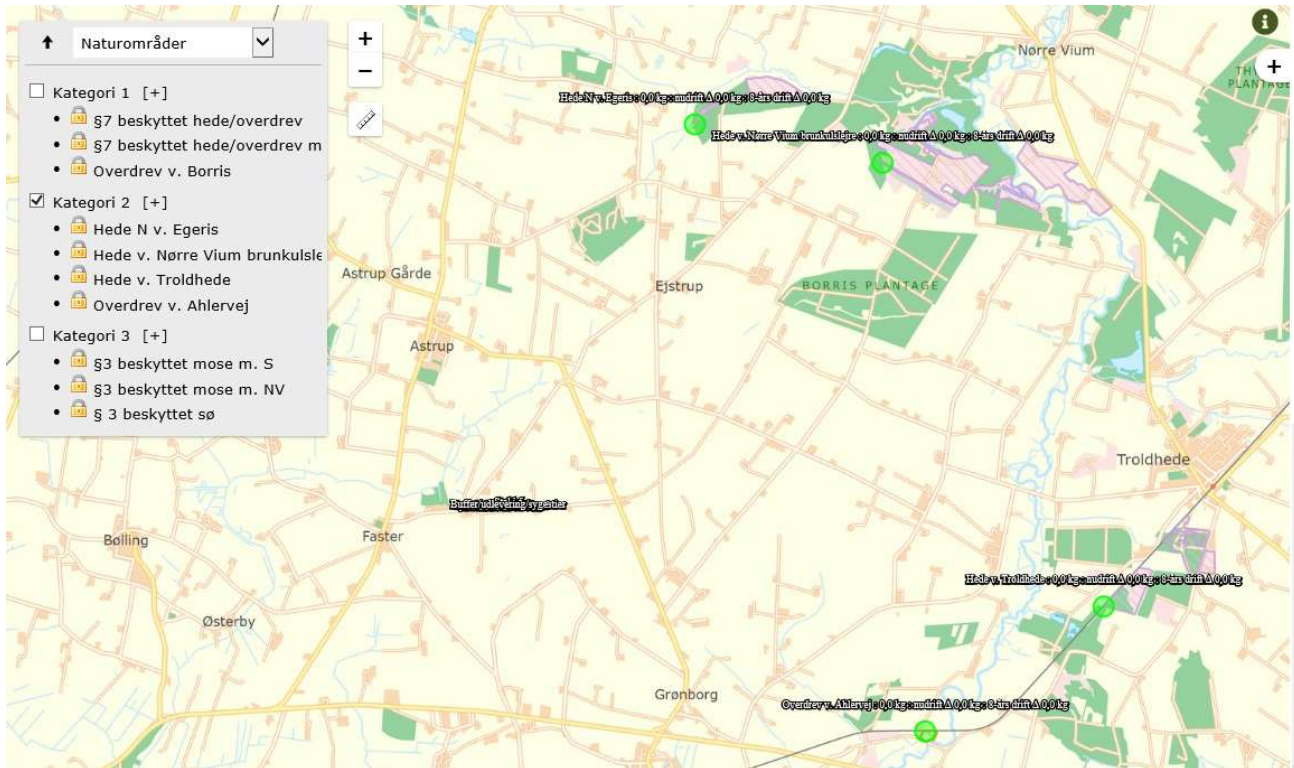 Naturområder
Kategori 1 [+]
§7 beskyttet hede/overdrev
§7 beskyttet hede/overdrev m
Overdrev v. Borris
Kategori 2 [+]
Hede N v. Egeris
Hede v. Nørre Vium brunkulsle
Hede v. Troldhede
Overdrev v. Ahlervej
Kategori 3 [+]
§3 beskyttet mose m. S
§3 beskyttet mose m. NV
§ 3 beskyttet sø
+
−
i
+
Nørre Vium
PLANTAGE
Hede N v. Egeris : 0,0 kg : nudrift Δ 0,0 kg : 8-års drift Δ 0,0 kg
Hede v. Nørre Vium brunkulslejre : 0,0 kg : nudrift Δ 0,0 kg : 8-års drift Δ 0,0 kg
Astrup Gårde
Ejstrup
BORRIS PLANTAGE
Astrup
Troldhede
Buffer/udlevering/sygestier
Bølling
Faster
Hede v. Troldhede : 0,0 kg : nudrift Δ 0,0 kg : 8-års drift Δ 0,0 kg
Østerby
Grønborg
Overdrev v. Ahlervej : 0,0 kg : nudrift Δ 0,0 kg : 8-års drift Δ 0,0 kg